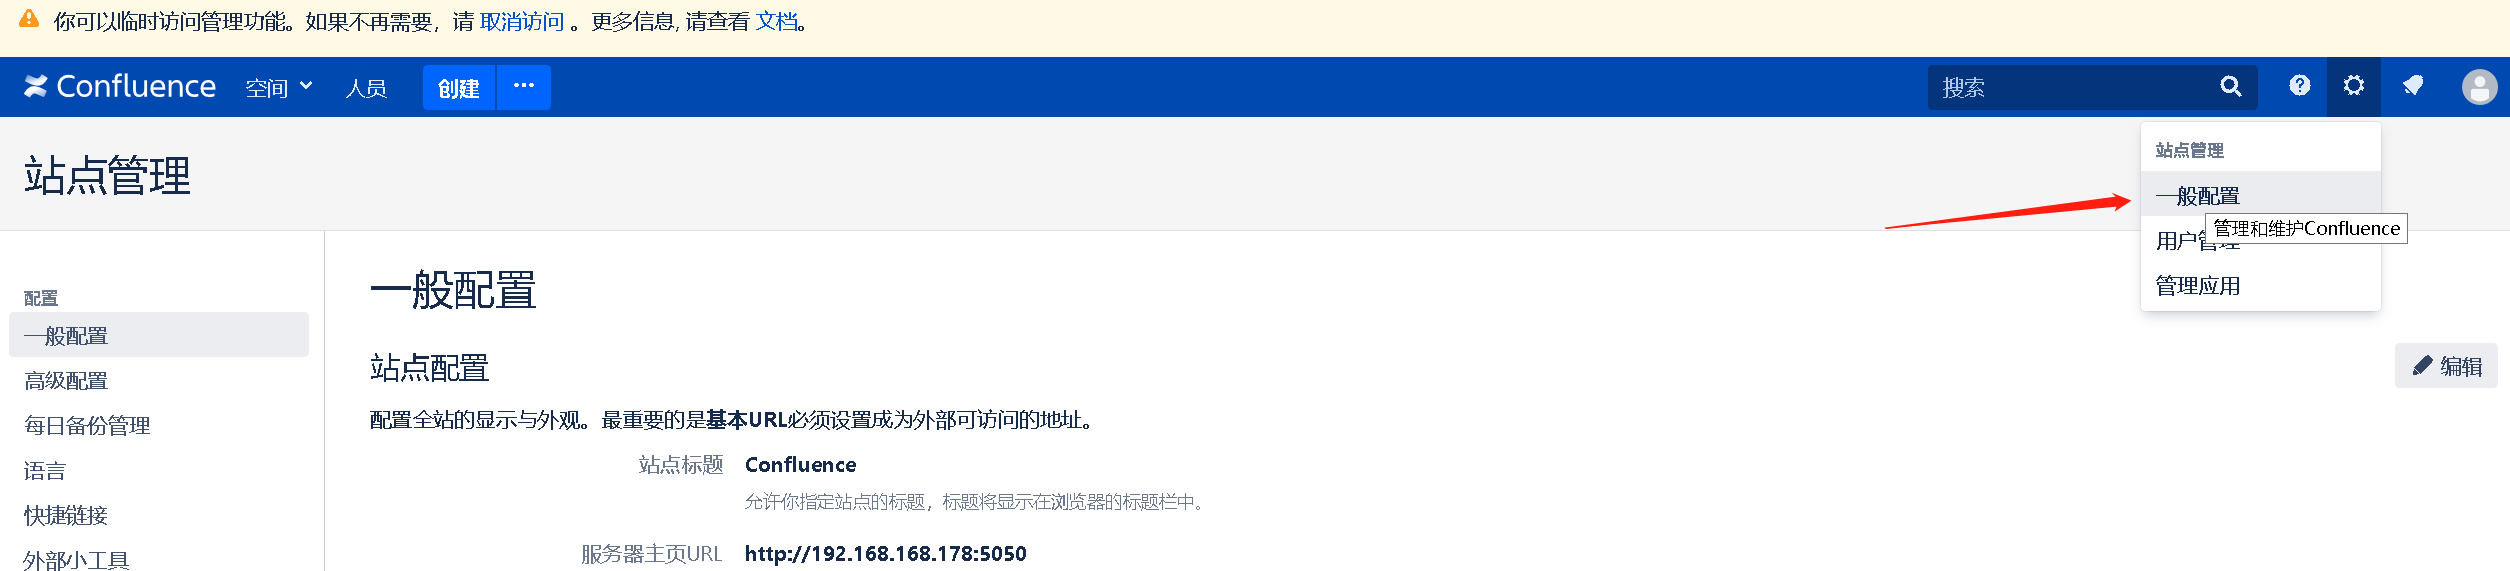 你可以临时访问管理功能。如果不再需要，请 取消访问 。更多信息, 请查看 文档。
Confluence 空间 人员 创建 ··· 搜索
站点管理
站点管理
一般配置
管理和维护Confluence
用户管理
管理应用
配置
一般配置
高级配置
每日备份管理
语言
快捷链接
外部小工具
一般配置
站点配置
编辑
配置全站的显示与外观。最重要的是基本URL必须设置成为外部可访问的地址。
站点标题 Confluence
允许你指定站点的标题，标题将显示在浏览器的标题栏中。
服务器主页URL http://192.168.168.178:5050